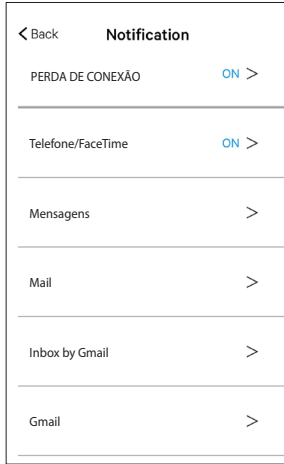 Back Notification
PERDA DE CONEXÃO ON
Telefone/FaceTime ON
Mensagens
Mail
Inbox by Gmail
Gmail